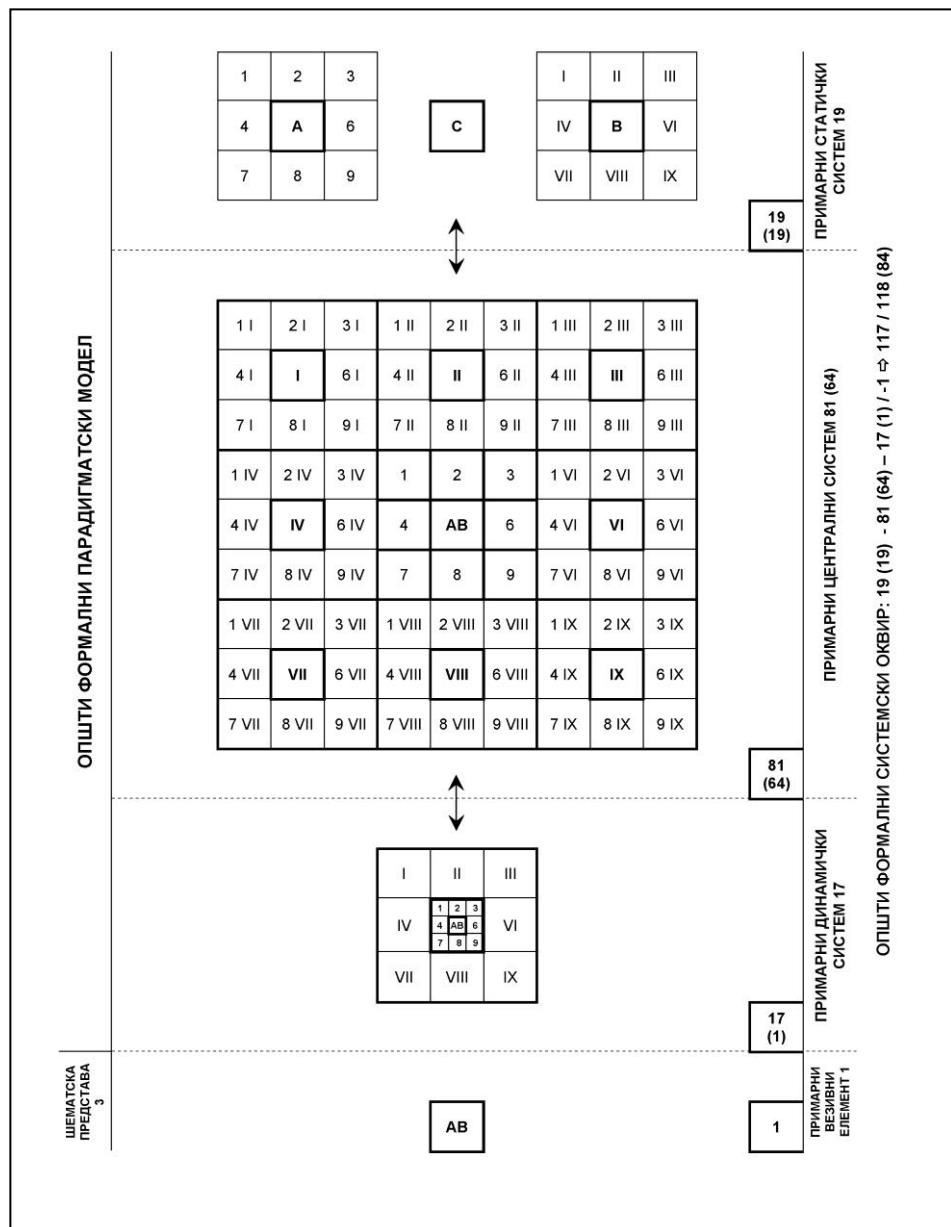 ОПШТИ ФОРМАЛНИ ПАРАДИГМАТСКИ МОДЕЛ
ШЕМАТСКА
ПРЕДСТАВА
3
1 2 3
4 A 6
7 8 9
C
I II III
IV B VI
VII VIII IX
19
(19)
ПРИМАРНИ СТАТИЧКИ
СИСТЕМ 19
1 I 2 I 3 I 1 II 2 II 3 II 1 III 2 III 3 III
4 I I 6 I 4 II II 6 II 4 III III 6 III
7 I 8 I 9 I 7 II 8 II 9 II 7 III 8 III 9 III
1 IV 2 IV 3 IV 1 2 3 1 VI 2 VI 3 VI
4 IV IV 6 IV 4 AB 6 4 VI VI 6 VI
7 IV 8 IV 9 IV 7 8 9 7 VI 8 VI 9 VI
1 VII 2 VII 3 VII 1 VIII 2 VIII 3 VIII 1 IX 2 IX 3 IX
4 VII VII 6 VII 4 VIII VIII 6 VIII 4 IX IX 6 IX
7 VII 8 VII 9 VII 7 VIII 8 VIII 9 VIII 7 IX 8 IX 9 IX
81
(64)
ПРИМАРНИ ЦЕНТРАЛНИ СИСТЕМ 81 (64)
I II III
1 2 3
IV 4 AB 6 VI
7 8 9
VII VIII IX
17
(1)
ПРИМАРНИ ДИНАМИЧКИ
СИСТЕМ 17
AB
1
ПРИМАРНИ
ВЕЗИВНИ
ЕЛЕМЕНТ 1
ОПШТИ ФОРМАЛНИ СИСТЕМСКИ ОКВИР: 19 (19) - 81 (64) – 17 (1) / -1 ⇨ 117 / 118 (84)